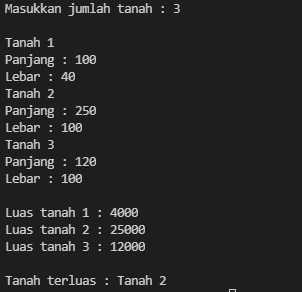 Masukkan jumlah tanah : 3
Tanah 1
Panjang : 100
Lebar : 40
Tanah 2
Panjang : 250
Lebar : 100
Tanah 3
Panjang : 120
Lebar : 100
Luas tanah 1 : 4000
Luas tanah 2 : 25000
Luas tanah 3 : 12000
Tanah terluas : Tanah 2